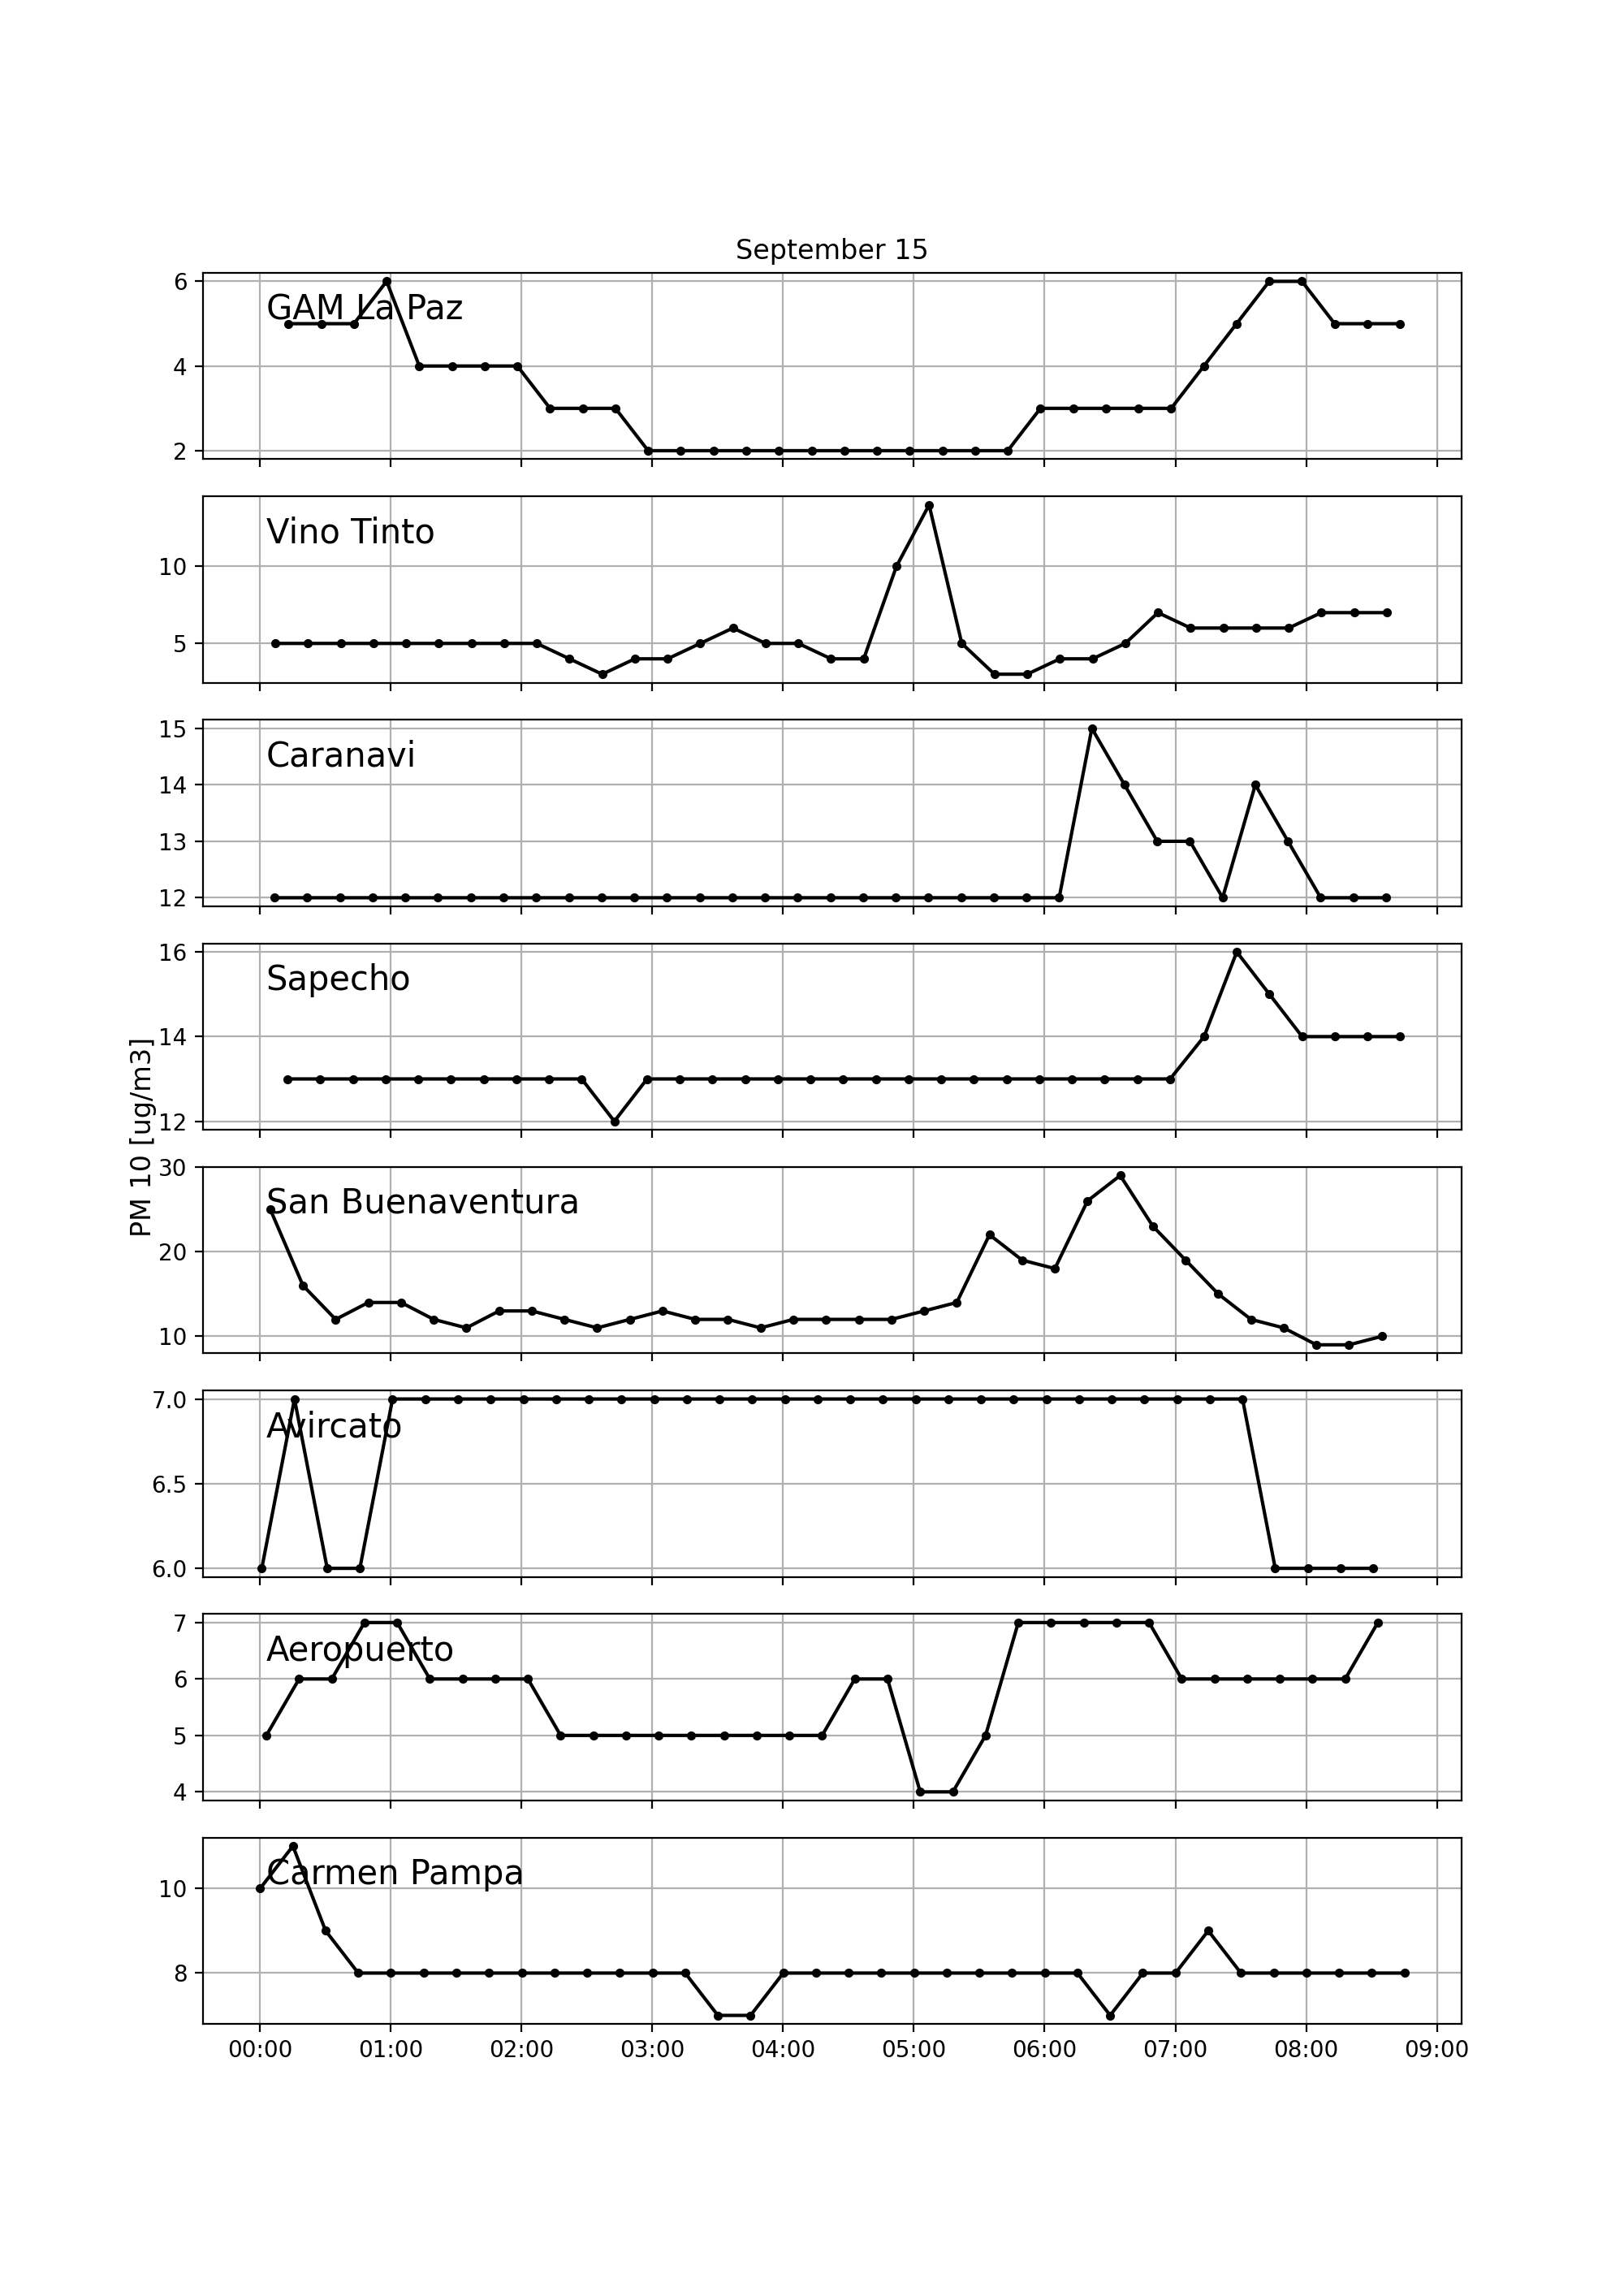 September 15
6
GAM La Paz
4
2
Vino Tinto
10
5
15
Caranavi
14
13
12
16
Sapecho
14
12
PM 10 [ug/m3]
30
San Buenaventura
20
10
7.0
Avircato
6.5
6.0
7
Aeropuerto
6
5
4
Carmen Pampa
10
8
00:00 01:00 02:00 03:00 04:00 05:00 06:00 07:00 08:00 09:00